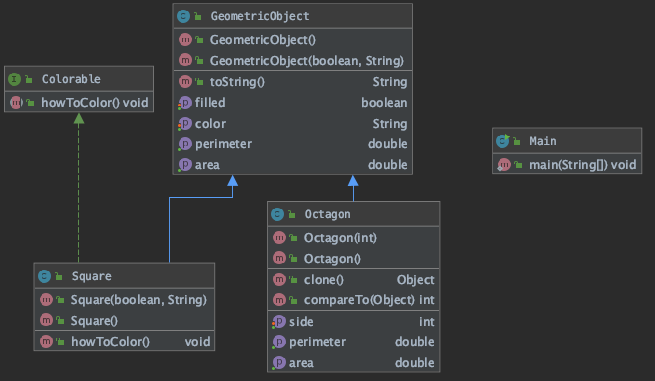 GeometricObject
GeometricObject()
GeometricObject(boolean, String)
toString() String
filled boolean
color String
perimeter double
area double
Colorable
howToColor() void
Main
main(String[]) void
Square
Square(boolean, String)
Square()
howToColor() void
Octagon
Octagon(int)
Octagon()
clone() Object
compareTo(Object) int
side int
perimeter double
area double